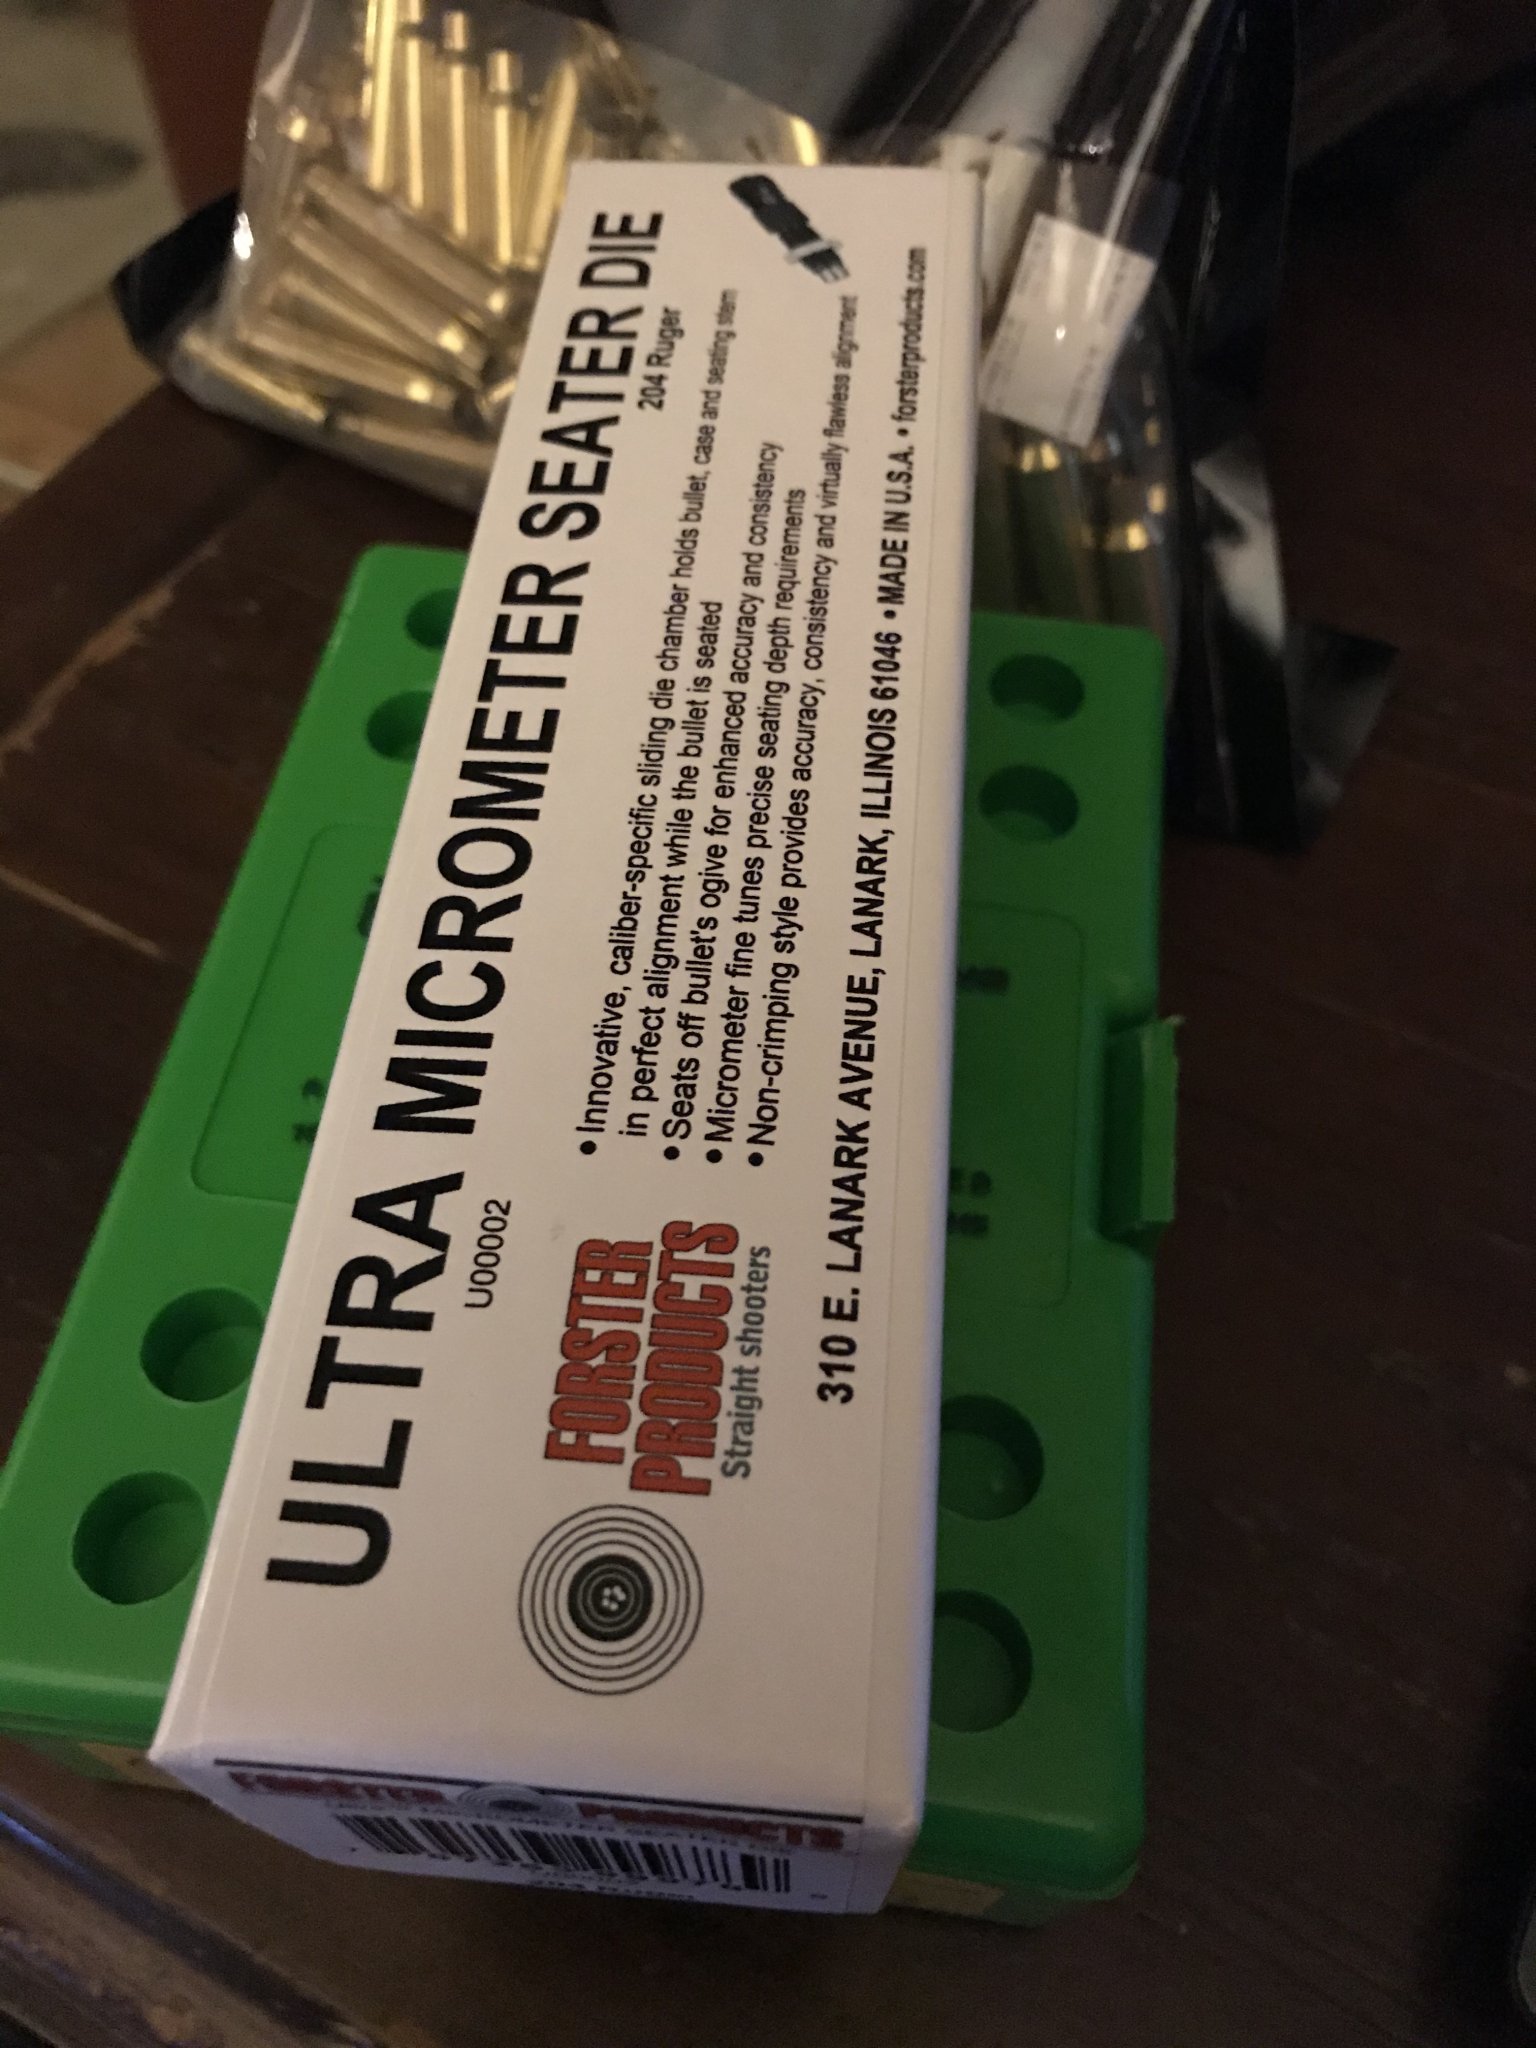 ULTRA MICROMETER SEATER DIE
U00002
204 Ruger
FORSTER
PRODUCTS
Straight shooters
• Innovative, caliber-specific sliding die chamber holds bullet, case and seating stem
in perfect alignment while the bullet is seated
• Seats off bullet's ogive for enhanced accuracy and consistency
• Micrometer fine tunes precise seating depth requirements
• Non-crimping style provides accuracy, consistency and virtually flawless alignment
310 E. LANARK AVENUE, LANARK, ILLINOIS 61046 • MADE IN U.S.A. • forsterproducts.com
FORSTER PRODUCTS